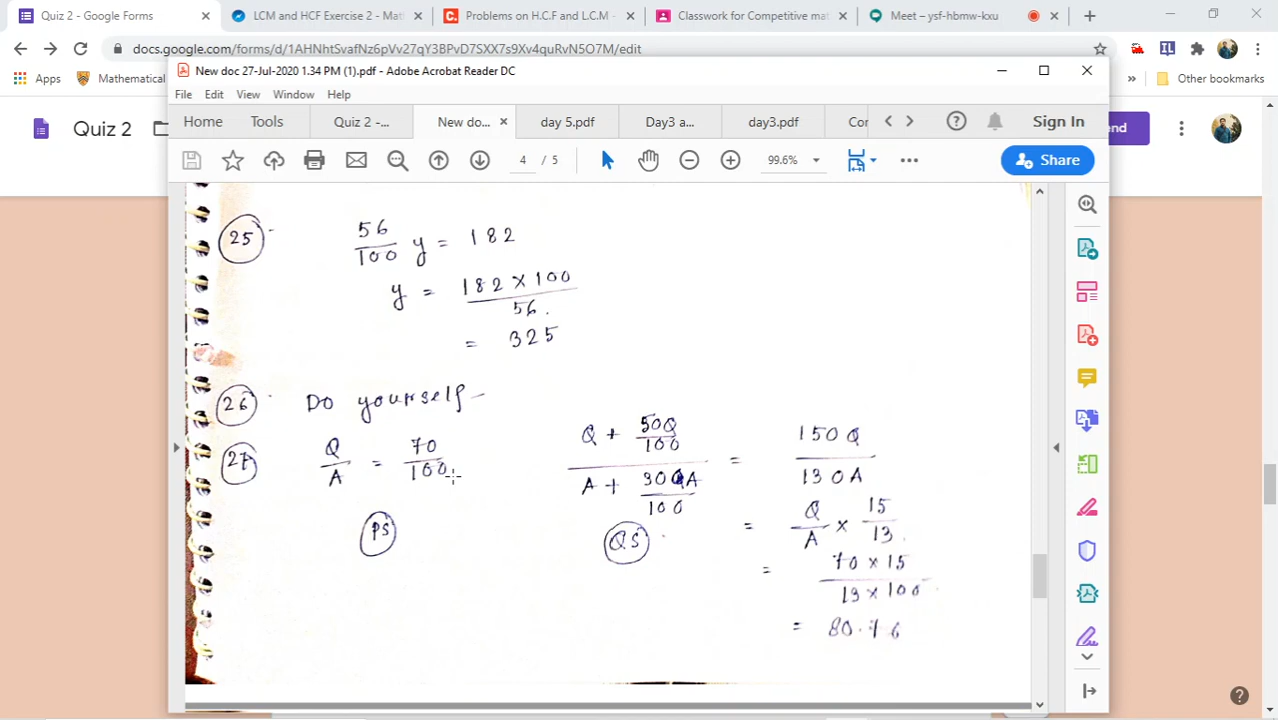 Quiz 2 - Google Forms
LCM and HCF Exercise 2 - Mat
Problems on H.C.F and L.C.M -
Classwork for Competitive mat
Meet – ysf-hbmw-kxu
docs.google.com/forms/d/1AHNhtSvafNz6pVv27qY3BPvD7SXX7s9Xv4quRvN5O7M/edit
Apps
Mathematical
Other bookmarks
Quiz 2
end
New doc 27-Jul-2020 1.34 PM (1).pdf - Adobe Acrobat Reader DC
File Edit View Window Help
Home Tools Quiz 2 -... New do... day 5.pdf Day3 a... day3.pdf Cor Sign In
4 / 5 99.6% Share
25 56/100 y = 182
y = 182 × 100 / 56.
= 325
26. Do yourself -
27 Q/A = 70/100
Q + 50Q/100 / A + 30A/100 = 150Q / 130A
PS
QS
= Q/A × 15/13
= 70 × 15 / 13 × 100
= 80.76